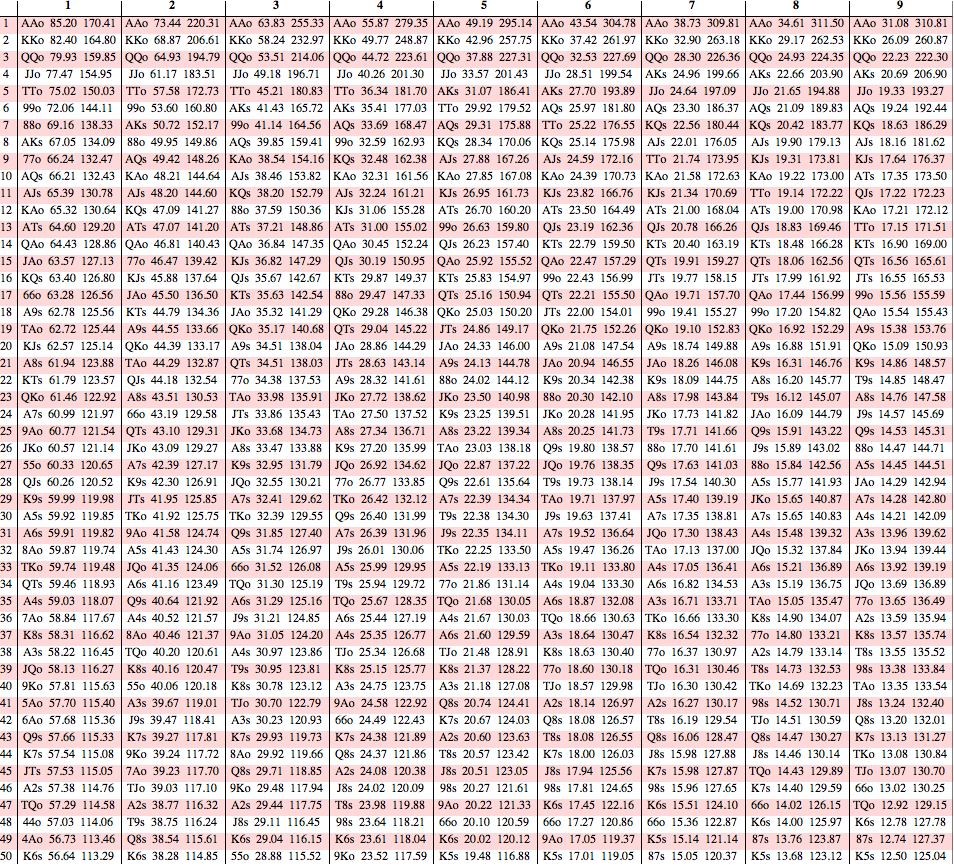 1 2 3 4 5 6 7 8 9
1 AAo 85.20 170.41 AAo 73.44 220.31 AAo 63.83 255.33 AAo 55.87 279.35 AAo 49.19 295.14 AAo 43.54 304.78 AAo 38.73 309.81 AAo 34.61 311.50 AAo 31.08 310.81
2 KKo 82.40 164.80 KKo 68.87 206.61 KKo 58.24 232.97 KKo 49.77 248.87 KKo 42.96 257.75 KKo 37.42 261.97 KKo 32.90 263.18 KKo 29.17 262.53 KKo 26.09 260.87
3 QQo 79.93 159.85 QQo 64.93 194.79 QQo 53.51 214.06 QQo 44.72 223.61 QQo 37.88 227.31 QQo 32.53 227.69 QQo 28.30 226.36 QQo 24.93 224.35 QQo 22.23 222.30
4 JJo 77.47 154.95 JJo 61.17 183.51 JJo 49.18 196.71 JJo 40.26 201.30 JJo 33.57 201.43 JJo 28.51 199.54 AKs 24.96 199.66 AKs 22.66 203.90 AKs 20.69 206.90
5 TTo 75.02 150.03 TTo 57.58 172.73 TTo 45.21 180.83 TTo 36.34 181.70 AKs 31.07 186.41 AKs 27.70 193.89 JJo 24.64 197.09 JJo 21.65 194.88 JJo 19.33 193.27
6 99o 72.06 144.11 99o 53.60 160.80 AKs 41.43 165.72 AKs 35.41 177.03 TTo 29.92 179.52 AQs 25.97 181.80 AQs 23.30 186.37 AQs 21.09 189.83 AQs 19.24 192.44
7 88o 69.16 138.33 AKs 50.72 152.17 99o 41.14 164.56 AQs 33.69 168.47 AQs 29.31 175.88 TTo 25.22 176.55 KQs 22.56 180.44 KQs 20.42 183.77 KQs 18.63 186.29
8 AKs 67.05 134.09 88o 49.95 149.86 AQs 39.85 159.41 99o 32.59 162.93 KQs 28.34 170.06 KQs 25.14 175.98 AJs 22.01 176.05 AJs 19.90 179.13 AJs 18.16 181.62
9 77o 66.24 132.47 AQs 49.42 148.26 KAo 38.54 154.16 KQs 32.48 162.38 AJs 27.88 167.26 AJs 24.59 172.16 TTo 21.74 173.95 KJs 19.31 173.81 KJs 17.64 176.37
10 AQs 66.21 132.43 KAo 48.21 144.64 AJs 38.46 153.82 KAo 32.31 161.56 KAo 27.85 167.08 KAo 24.39 170.73 KAo 21.58 172.63 KAo 19.22 173.00 ATs 17.35 173.50
11 AJs 65.39 130.78 AJs 48.20 144.60 KQs 38.20 152.79 AJs 32.24 161.21 KJs 26.95 161.73 KJs 23.82 166.76 KJs 21.34 170.69 TTo 19.14 172.22 QJs 17.22 172.23
12 KAo 65.32 130.64 KQs 47.09 141.27 88o 37.59 150.36 KJs 31.06 155.28 ATs 26.70 160.20 ATs 23.50 164.49 ATs 21.00 168.04 ATs 19.00 170.98 KAo 17.21 172.12
13 ATs 64.60 129.20 ATs 47.07 141.20 ATs 37.21 148.86 ATs 31.00 155.02 99o 26.63 159.80 QJs 23.19 162.36 QJs 20.78 166.26 QJs 18.83 169.46 TTo 17.15 171.51
14 QAo 64.43 128.86 QAo 46.81 140.43 QAo 36.84 147.35 QAo 30.45 152.24 QJs 26.23 157.40 KTs 22.79 159.50 KTs 20.40 163.19 KTs 18.48 166.28 KTs 16.90 169.00
15 JAo 63.57 127.13 77o 46.47 139.42 KJs 36.82 147.29 QJs 30.19 150.95 QAo 25.92 155.52 QAo 22.47 157.29 QTs 19.91 159.27 QTs 18.06 162.56 QTs 16.56 165.61
16 KQs 63.40 126.80 KJs 45.88 137.64 QJs 35.67 142.67 KTs 29.87 149.37 KTs 25.83 154.97 99o 22.43 156.99 JTs 19.77 158.15 JTs 17.99 161.92 JTs 16.55 165.53
17 66o 63.28 126.56 JAo 45.50 136.50 KTs 35.63 142.54 88o 29.47 147.33 QTs 25.16 150.94 QTs 22.21 155.50 QAo 19.71 157.70 QAo 17.44 156.99 99o 15.56 155.59
18 A9s 62.78 125.56 KTs 44.79 134.36 JAo 35.32 141.29 QKo 29.28 146.38 QKo 25.03 150.20 JTs 22.00 154.01 99o 19.41 155.27 99o 17.20 154.82 QAo 15.54 155.43
19 TAo 62.72 125.44 A9s 44.55 133.66 QKo 35.17 140.68 QTs 29.04 145.22 JTs 24.86 149.17 QKo 21.75 152.26 QKo 19.10 152.83 QKo 16.92 152.29 A9s 15.38 153.76
20 KJs 62.57 125.14 QKo 44.39 133.17 A9s 34.51 138.04 JAo 28.86 144.29 JAo 24.33 146.00 A9s 21.08 147.54 A9s 18.74 149.88 A9s 16.88 151.95 QKo 15.09 150.93
21 A8s 61.94 123.88 TAo 44.29 132.87 QTs 34.51 138.03 JTs 28.63 143.14 A9s 24.13 144.78 JAo 20.94 146.55 JAo 18.26 146.08 K9s 16.31 146.76 K9s 14.86 148.57
22 KTs 61.79 123.57 QJs 44.18 132.54 77o 34.38 137.53 A9s 28.32 141.61 88o 24.02 144.12 K9s 20.34 142.38 K9s 18.09 144.75 A8s 16.20 145.77 T9s 14.85 148.47
23 QKo 61.46 122.92 A8s 43.51 130.53 TAo 33.98 135.91 JKo 27.72 138.62 JKo 23.50 140.98 88o 20.30 142.10 A8s 17.98 143.84 T9s 16.12 145.07 A8s 14.76 147.58
24 A7s 60.99 121.97 66o 43.19 129.58 JTs 33.86 135.43 TAo 27.50 137.52 K9s 23.25 139.51 JKo 20.28 141.95 JKo 17.73 141.82 JAo 16.09 144.79 J9s 14.57 145.69
25 9Ao 60.77 121.54 QTs 43.10 129.31 JKo 33.68 134.73 A8s 27.34 136.71 A8s 23.22 139.34 A8s 20.25 141.73 T9s 17.71 141.66 Q9s 15.91 143.22 Q9s 14.53 145.31
26 JKo 60.57 121.14 JKo 43.09 129.27 A8s 33.47 133.88 K9s 27.20 135.99 TAo 23.03 138.18 Q9s 19.80 138.57 88o 17.70 141.61 J9s 15.89 143.02 88o 14.47 144.71
27 55o 60.33 120.65 A7s 42.39 127.17 K9s 32.95 131.79 JQo 26.92 134.62 JQo 22.87 137.22 JQo 19.76 138.35 Q9s 17.63 141.03 88o 15.84 142.56 A5s 14.45 144.51
28 QJs 60.26 120.52 K9s 42.30 126.91 JQo 32.55 130.21 77o 26.77 133.85 Q9s 22.61 135.64 T9s 19.73 138.14 J9s 17.54 140.30 A5s 15.77 141.93 JAo 14.29 142.94
29 K9s 59.99 119.98 JTs 41.95 125.85 A7s 32.41 129.62 TKo 26.42 132.12 A7s 22.39 134.34 TAo 19.71 137.97 A5s 17.40 139.19 JKo 15.65 140.87 A7s 14.28 142.80
30 A5s 59.92 119.85 TKo 41.92 125.75 TKo 32.39 129.55 Q9s 26.40 131.99 T9s 22.38 134.30 J9s 19.63 137.41 A7s 17.35 138.81 A7s 15.65 140.83 A4s 14.21 142.09
31 A6s 59.91 119.82 9Ao 41.58 124.74 Q9s 31.85 127.40 A7s 26.39 131.96 J9s 22.35 134.11 A7s 19.52 136.64 JQo 17.30 138.43 A4s 15.48 139.32 A3s 13.96 139.62
32 8Ao 59.87 119.74 A5s 41.43 124.30 A5s 31.74 126.97 J9s 26.01 130.06 TKo 22.25 133.50 A5s 19.47 136.26 TAo 17.13 137.00 JQo 15.32 137.84 JKo 13.94 139.44
33 TKo 59.74 119.48 JQo 41.35 124.06 66o 31.52 126.08 A5s 25.99 129.95 A5s 22.19 133.13 TKo 19.11 133.80 A4s 17.05 136.41 A6s 15.21 136.89 A6s 13.92 139.19
34 QTs 59.46 118.93 A6s 41.16 123.49 TQo 31.30 125.19 T9s 25.94 129.72 77o 21.86 131.14 A4s 19.04 133.30 A6s 16.82 134.53 A3s 15.19 136.75 JQo 13.69 136.89
35 A4s 59.03 118.07 Q9s 40.64 121.92 A6s 31.29 125.16 TQo 25.67 128.35 TQo 21.68 130.05 A6s 18.87 132.08 A3s 16.71 133.71 TAo 15.05 135.47 77o 13.65 136.49
36 7Ao 58.84 117.67 A4s 40.52 121.57 J9s 31.21 124.85 A6s 25.44 127.19 A4s 21.67 130.03 TQo 18.66 130.63 TKo 16.66 133.30 K8s 14.90 134.07 A2s 13.59 135.94
37 K8s 58.31 116.62 8Ao 40.46 121.37 9Ao 31.05 124.20 A4s 25.35 126.77 A6s 21.60 129.59 A3s 18.64 130.47 K8s 16.54 132.32 77o 14.80 133.21 K8s 13.57 135.74
38 A3s 58.22 116.45 TQo 40.20 120.61 A4s 30.97 123.86 TJo 25.34 126.68 TJo 21.48 128.91 K8s 18.63 130.40 77o 16.37 130.97 A2s 14.79 133.14 T8s 13.55 135.52
39 JQo 58.13 116.27 K8s 40.16 120.47 T9s 30.95 123.81 K8s 25.15 125.77 K8s 21.37 128.22 77o 18.60 130.18 TQo 16.31 130.46 T8s 14.73 132.53 98s 13.38 133.84
40 9Ko 57.81 115.63 55o 40.06 120.18 K8s 30.78 123.12 A3s 24.75 123.75 A3s 21.18 127.08 TJo 18.57 129.98 TJo 16.30 130.42 TKo 14.69 132.23 TAo 13.35 133.54
41 5Ao 57.70 115.40 A3s 39.67 119.01 TJo 30.70 122.79 9Ao 24.58 122.92 Q8s 20.74 124.41 A2s 18.14 126.97 A2s 16.27 130.17 98s 14.52 130.71 J8s 13.24 132.40
42 6Ao 57.68 115.36 J9s 39.47 118.41 A3s 30.23 120.93 66o 24.49 122.43 K7s 20.67 124.03 Q8s 18.08 126.57 T8s 16.19 129.54 TJo 14.51 130.59 Q8s 13.20 132.01
43 Q9s 57.66 115.33 K7s 39.27 117.81 K7s 29.93 119.73 K7s 24.38 121.89 A2s 20.60 123.63 T8s 18.08 126.55 Q8s 16.06 128.47 Q8s 14.47 130.27 K7s 13.13 131.27
44 K7s 57.54 115.08 9Ko 39.24 117.72 8Ao 29.92 119.66 Q8s 24.37 121.86 T8s 20.57 123.42 K7s 18.00 126.03 J8s 15.98 127.88 J8s 14.46 130.14 TKo 13.08 130.84
45 JTs 57.53 115.05 7Ao 39.23 117.70 Q8s 29.71 118.85 A2s 24.08 120.38 J8s 20.51 123.05 J8s 17.94 125.56 K7s 15.98 127.87 TQo 14.43 129.89 TJo 13.07 130.70
46 A2s 57.38 114.76 TJo 39.03 117.10 9Ko 29.48 117.94 J8s 24.02 120.09 98s 20.27 121.61 98s 17.81 124.65 98s 15.96 127.65 K7s 14.40 129.59 66o 13.02 130.25
47 TQo 57.29 114.58 A2s 38.77 116.32 A2s 29.44 117.75 T8s 23.98 119.88 9Ao 20.22 121.33 K6s 17.45 122.16 K6s 15.51 124.10 66o 14.02 126.15 TQo 12.92 129.15
48 44o 57.03 114.06 T9s 38.75 116.24 J8s 29.11 116.45 98s 23.64 118.21 66o 20.10 120.59 66o 17.27 120.86 66o 15.36 122.87 K6s 14.00 125.97 K6s 12.78 127.78
49 4Ao 56.73 113.46 Q8s 38.54 115.61 K6s 29.04 116.15 K6s 23.61 118.04 K6s 20.02 120.12 9Ao 17.05 119.37 K5s 15.14 121.14 87s 13.76 123.87 87s 12.74 127.37
50 K6s 56.64 113.29 K6s 38.28 114.85 55o 28.88 115.52 9Ko 23.52 117.59 K5s 19.48 116.88 K5s 17.01 119.05 87s 15.05 120.37 K5s 13.68 123.12 K5s 12.50 125.04